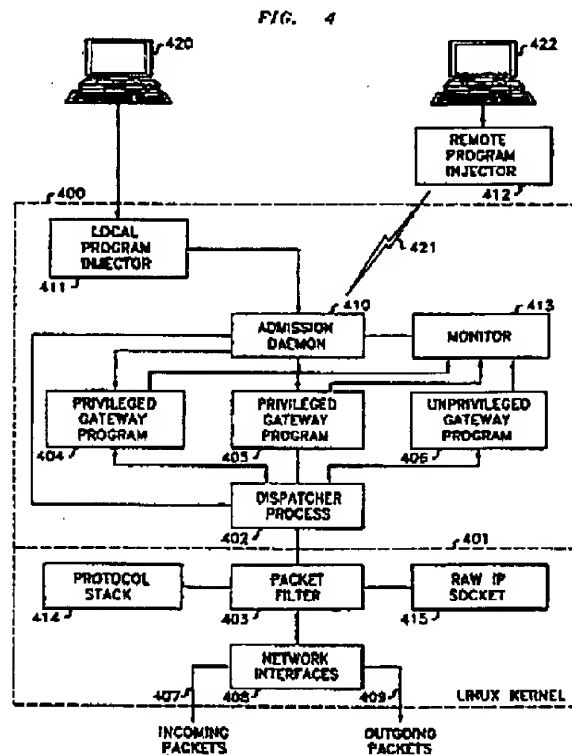 FIG. 4
420
422
REMOTE
PROGRAM
INJECTOR
412
400
LOCAL
PROGRAM
INJECTOR
411
421
410
ADMISSION
DAEMON
413
MONITOR
PRIVILEGED
GATEWAY
PROGRAM
404
PRIVILEGED
GATEWAY
PROGRAM
405
UNPRIVILEGED
GATEWAY
PROGRAM
406
DISPATCHER
PROCESS
402
401
PROTOCOL
STACK
414
PACKET
FILTER
403
RAW IP
SOCKET
415
NETWORK
INTERFACES
407
408
409
LINUX KERNEL
INCOMING
PACKETS
OUTGOING
PACKETS